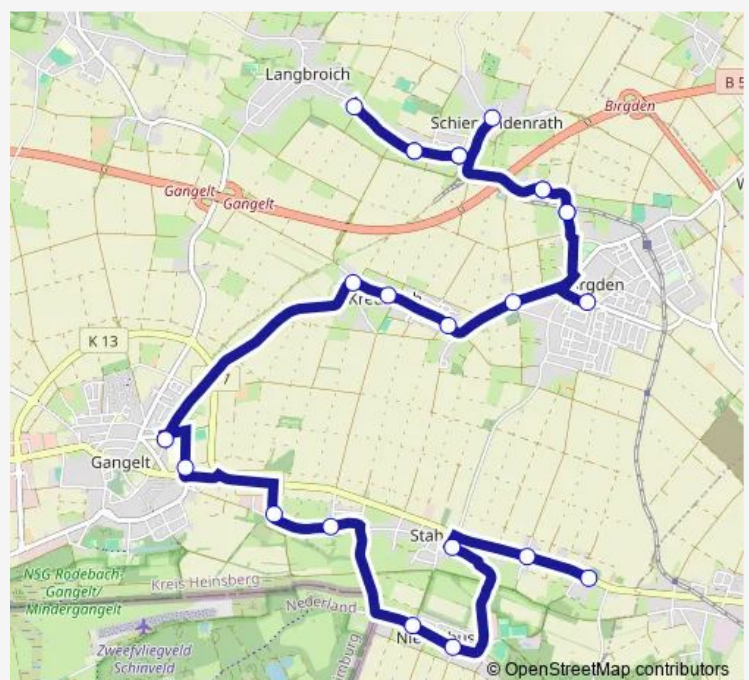 Langbroich
B 5
Birgden
Gangelt
Gangelt
K 13
Gangelt
Stah
NSG Rodebach-
Gangelt/
Mindergangelt
Kreis Heinsberg
Nederland
Zweefvliegveld
Schinveld
© OpenStreetMap contributors